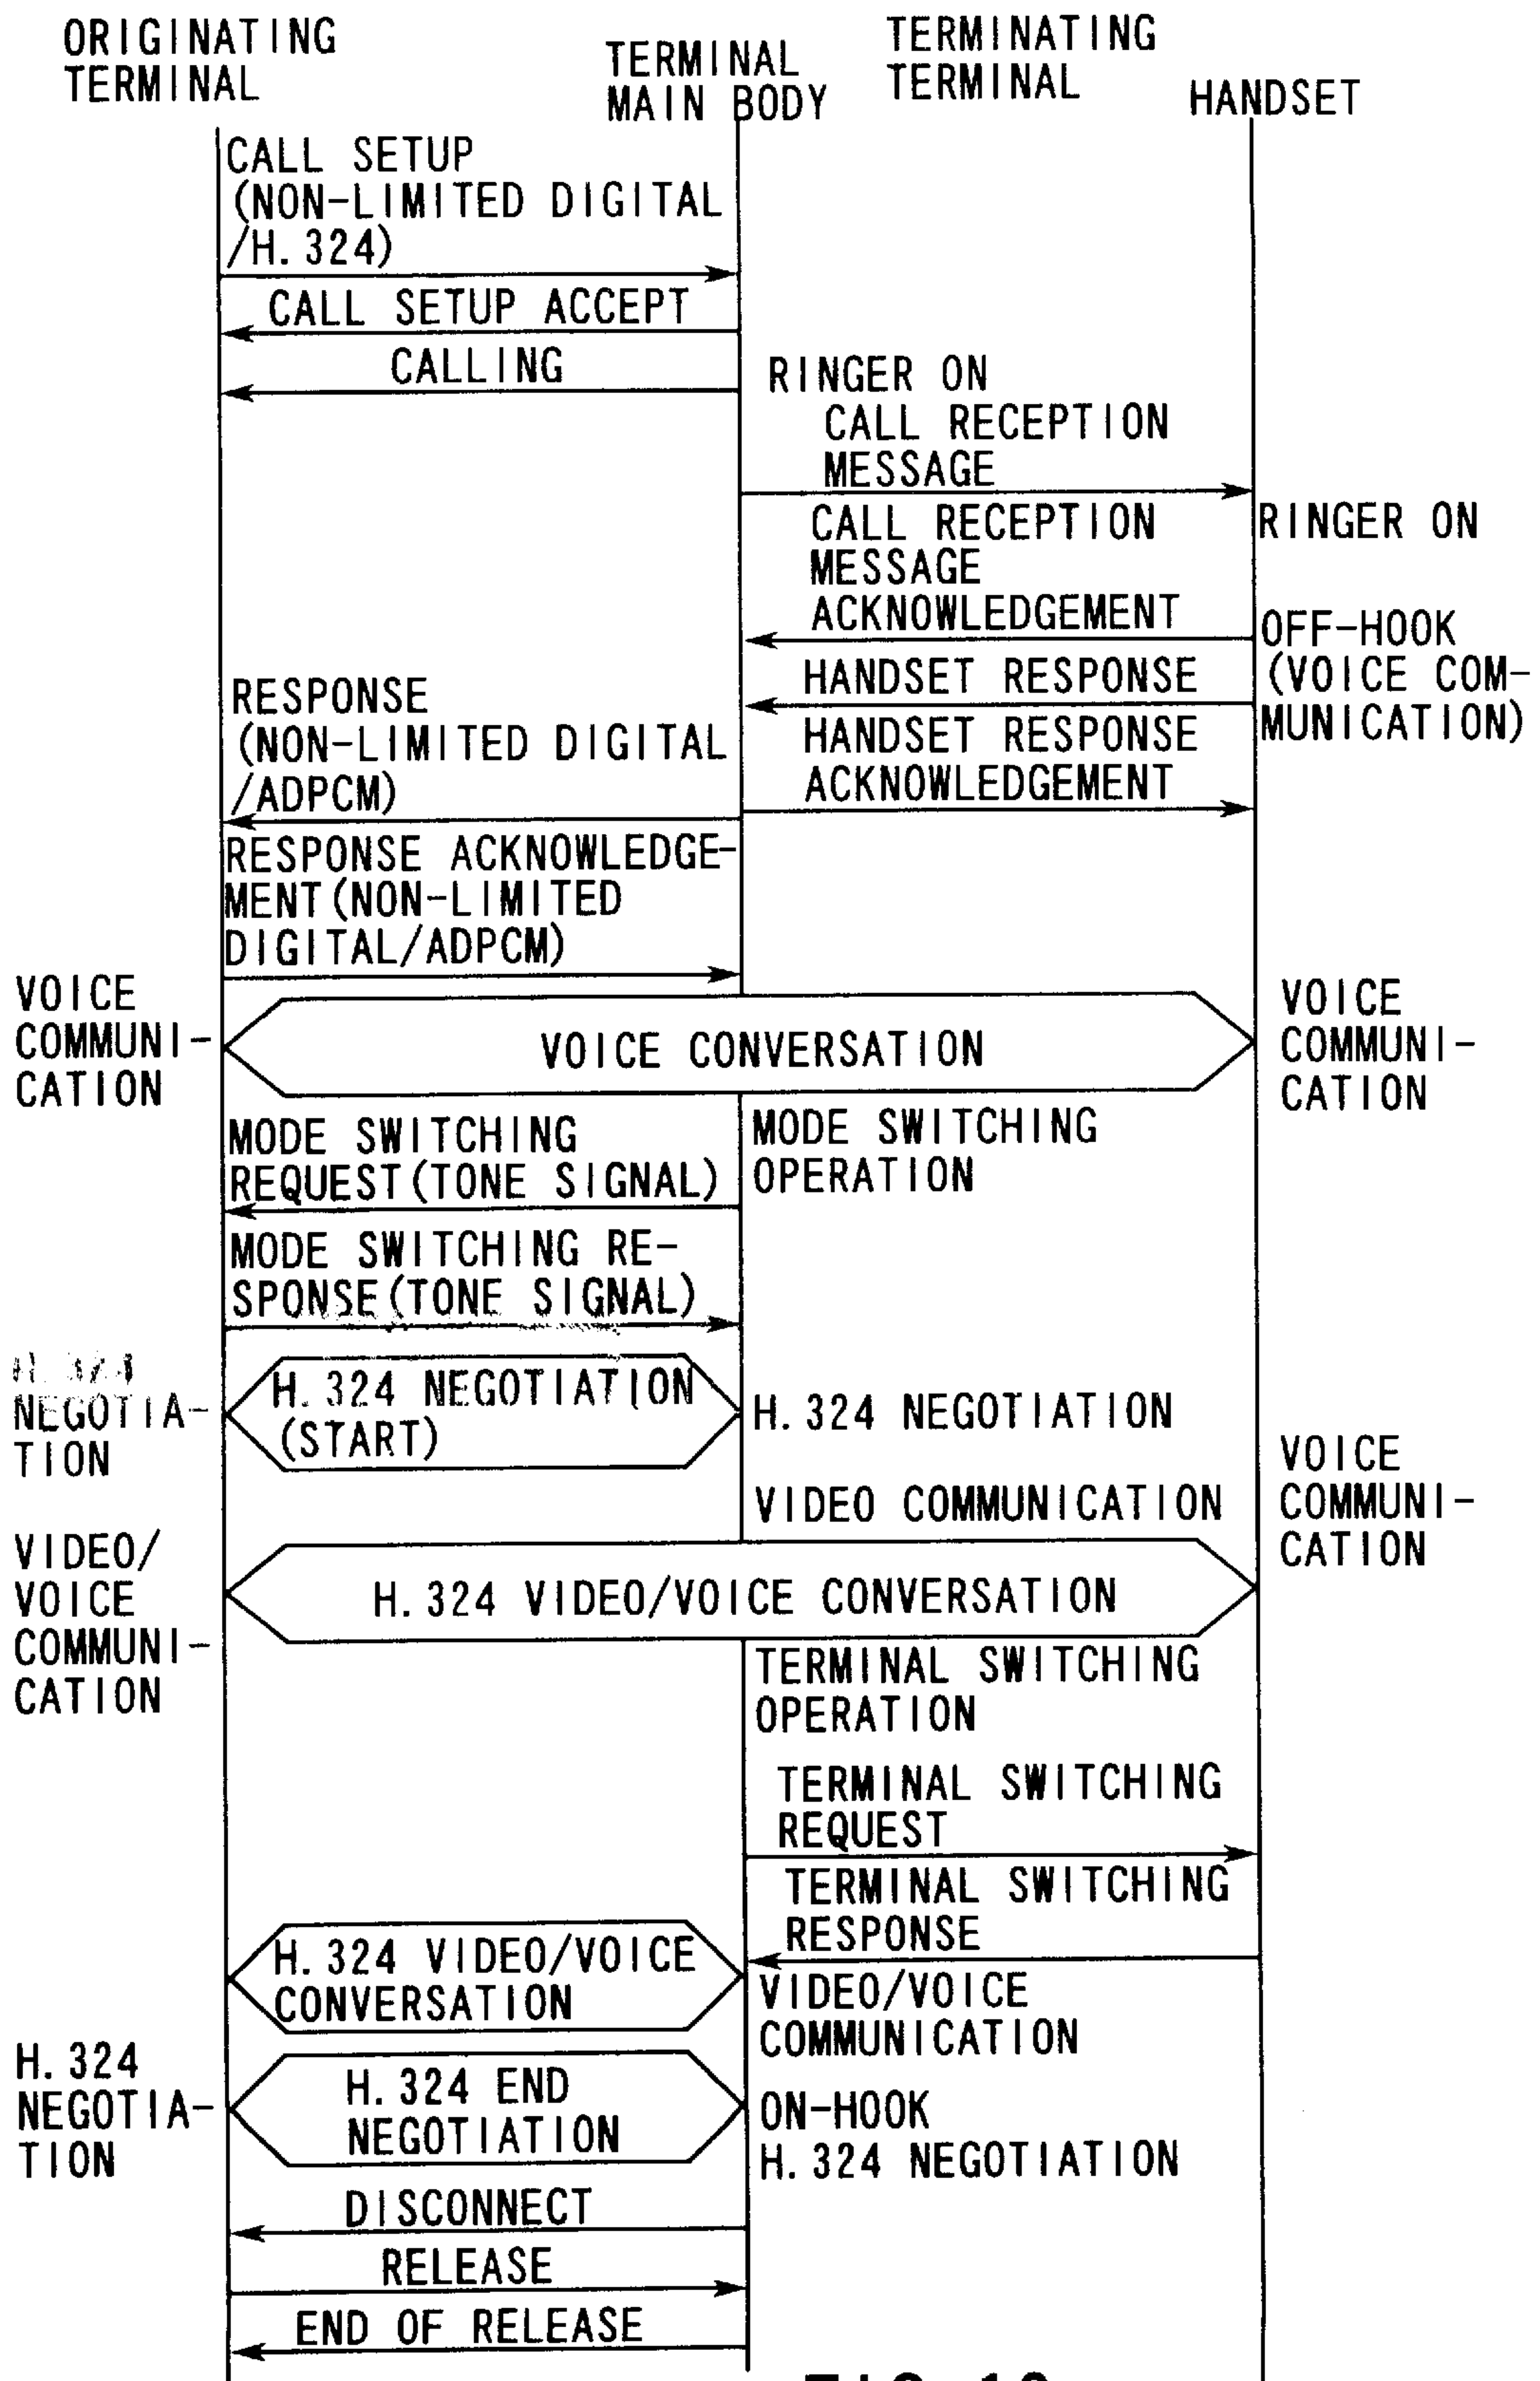 ORIGINATING
TERMINAL
TERMINAL
MAIN BODY
TERMINATING
TERMINAL
HANDSET
CALL SETUP
(NON-LIMITED DIGITAL
/H.324)
CALL SETUP ACCEPT
CALLING
RINGER ON
CALL RECEPTION
MESSAGE
CALL RECEPTION
MESSAGE
ACKNOWLEDGEMENT
RINGER ON
OFF-HOOK
(VOICE COM-
MUNICATION)
HANDSET RESPONSE
HANDSET RESPONSE
ACKNOWLEDGEMENT
RESPONSE
(NON-LIMITED DIGITAL
/ADPCM)
RESPONSE ACKNOWLEDGE-
MENT(NON-LIMITED
DIGITAL/ADPCM)
VOICE
COMMUNI-
CATION
VOICE CONVERSATION
VOICE
COMMUNI-
CATION
MODE SWITCHING
REQUEST(TONE SIGNAL)
MODE SWITCHING
OPERATION
MODE SWITCHING RE-
SPONSE(TONE SIGNAL)
H.324
NEGOTIA-
TION
H.324 NEGOTIATION
(START)
H.324 NEGOTIATION
VIDEO COMMUNICATION
VOICE
COMMUNI-
CATION
VIDEO/
VOICE
COMMUNI-
CATION
H.324 VIDEO/VOICE CONVERSATION
TERMINAL SWITCHING
OPERATION
TERMINAL SWITCHING
REQUEST
TERMINAL SWITCHING
RESPONSE
H.324 VIDEO/VOICE
CONVERSATION
VIDEO/VOICE
COMMUNICATION
H.324
NEGOTIA-
TION
H.324 END
NEGOTIATION
ON-HOOK
H.324 NEGOTIATION
DISCONNECT
RELEASE
END OF RELEASE